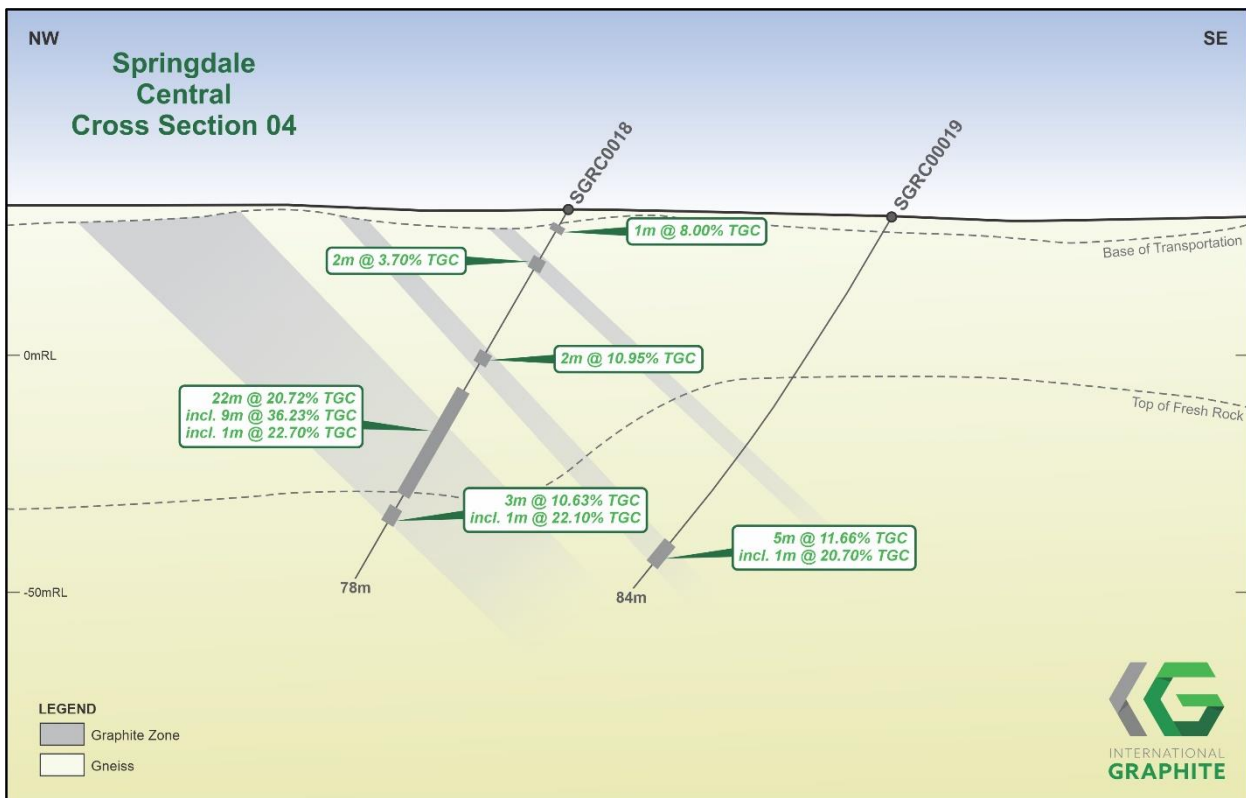 NW
SE
Springdale
Central
Cross Section 04
SGRC0018
SGRC00019
1m @ 8.00% TGC
Base of Transportation
2m @ 3.70% TGC
0mRL
2m @ 10.95% TGC
22m @ 20.72% TGC
incl. 9m @ 36.23% TGC
incl. 1m @ 22.70% TGC
Top of Fresh Rock
3m @ 10.63% TGC
incl. 1m @ 22.10% TGC
5m @ 11.66% TGC
incl. 1m @ 20.70% TGC
78m
84m
-50mRL
LEGEND
Graphite Zone
Gneiss
INTERNATIONAL
GRAPHITE